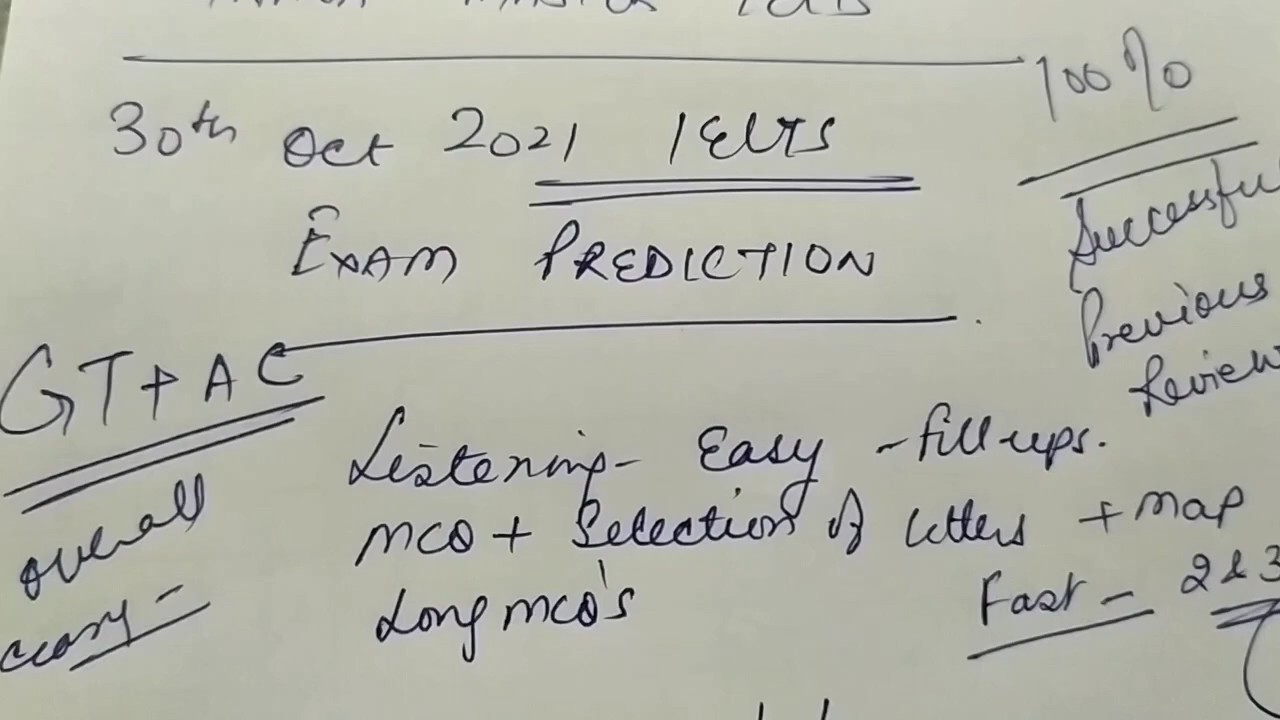 100%
30th Oct 2021 IELTS
EXAM PREDICTION
Successful
Previous
Review
GT+AC
Listening- Easy -fill-ups.
MCQ + Selection of letters + Map
Long MCQ's
Fast - 2 & 3
overall